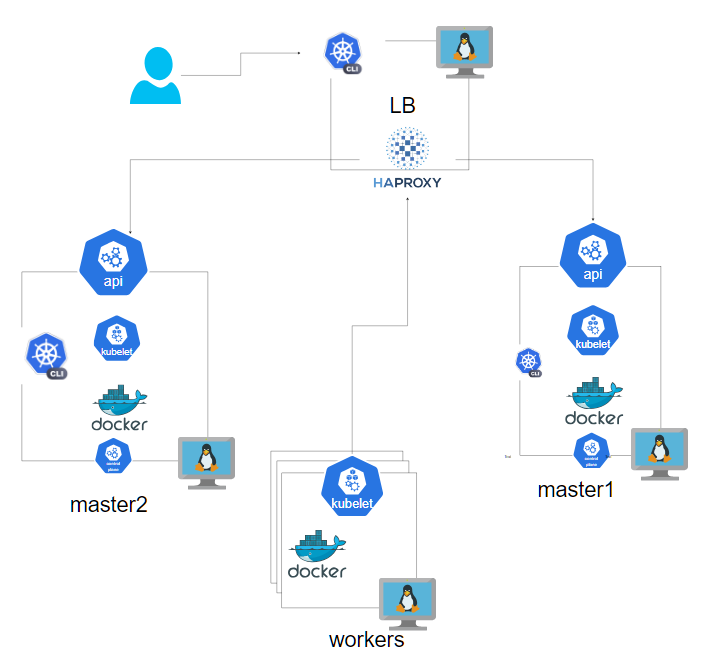 CLI
LB
HAPROXY
api
kubelet
CLI
docker
control
plane
master2
api
kubelet
CLI
docker
control
plane
master1
kubelet
docker
workers